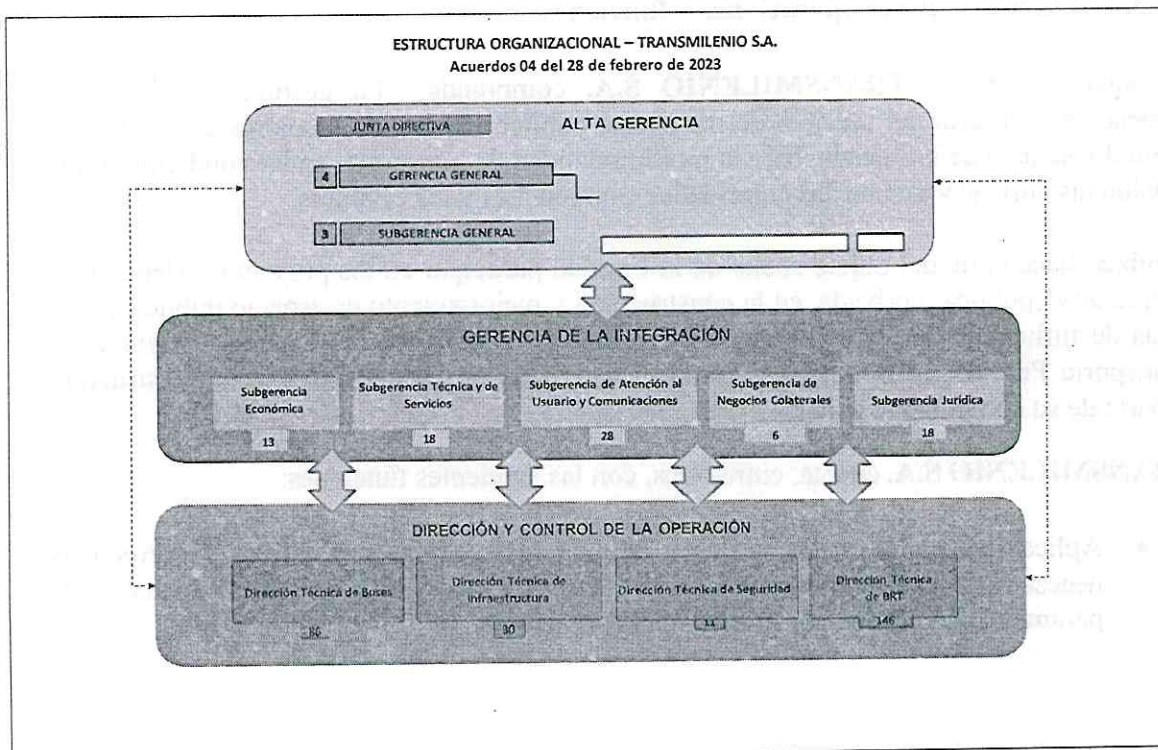 ESTRUCTURA ORGANIZACIONAL – TRANSMILENIO S.A.
Acuerdos 04 del 28 de febrero de 2023
JUNTA DIRECTIVA
ALTA GERENCIA
4 GERENCIA GENERAL
3 SUBGERENCIA GENERAL
GERENCIA DE LA INTEGRACIÓN
Subgerencia
Económica
13
Subgerencia Técnica y de
Servicios
18
Subgerencia de Atención al
Usuario y Comunicaciones
28
Subgerencia de
Negocios Colaterales
6
Subgerencia Jurídica
18
DIRECCIÓN Y CONTROL DE LA OPERACIÓN
Dirección Técnica de Buses
Dirección Técnica de
Infraestructura
30
Dirección Técnica de Seguridad
11
Dirección Técnica
de BRT
146